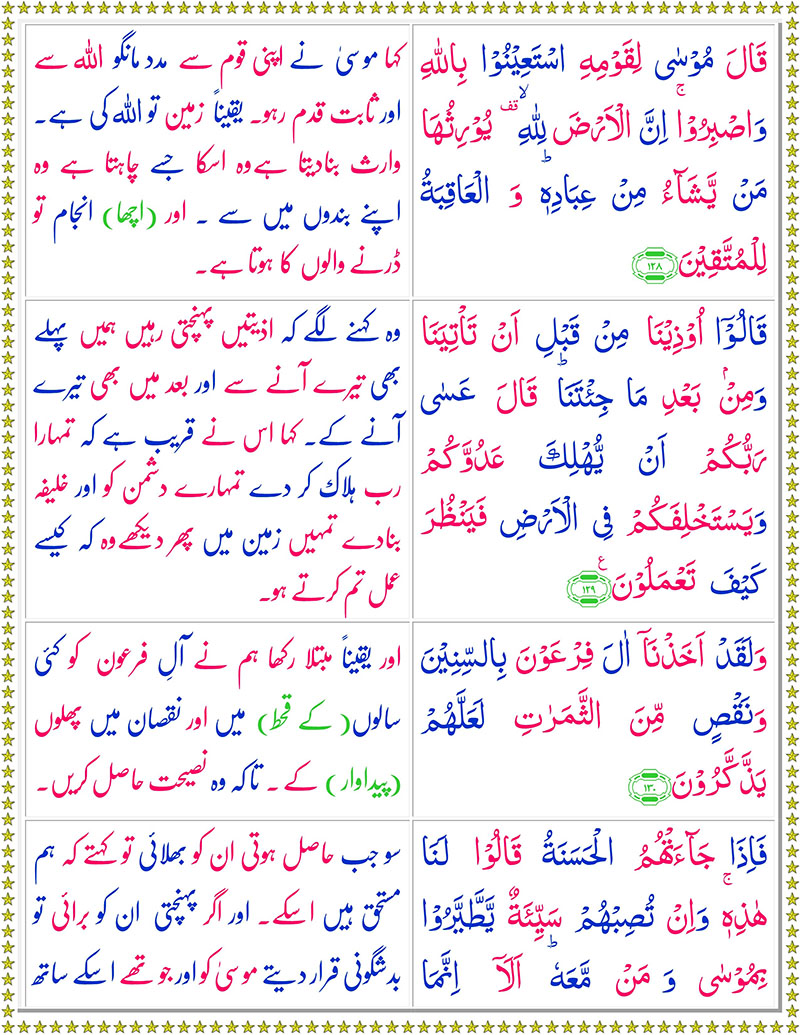 قَالَ مُوْسٰى لِقَوْمِهِ اسْتَعِيْنُوْا بِاللّٰهِ
وَاصْبِرُوْا ۚ اِنَّ الْاَرْضَ لِلّٰهِ ۙ قف يُوْرِثُهَا
مَنْ يَّشَآءُ مِنْ عِبَادِهٖ ؕ وَ الْعَاقِبَةُ
لِلْمُتَّقِيْنَ ۱۲۸
کہا موسیٰ نے اپنی قوم سے مدد مانگو اللہ سے
اور ثابت قدم رہو۔ یقیناً زمین تو اللہ کی ہے۔
وارث بنا دیتا ہے وہ اسکا جسے چاہتا ہے وہ
اپنے بندوں میں سے ۔ اور (اچھا) انجام تو
ڈرنے والوں کا ہوتا ہے۔
قَالُوْٓا اُوْذِيْنَا مِنْ قَبْلِ اَنْ تَاْتِيَنَا
وَمِنْۢ بَعْدِ مَا جِئْتَنَا ؕ قَالَ عَسٰى
رَبُّكُمْ اَنْ يُّهْلِكَ عَدُوَّكُمْ
وَيَسْتَخْلِفَكُمْ فِى الْاَرْضِ فَيَنْظُرَ
كَيْفَ تَعْمَلُوْنَ ۱۲۹ ع
وہ کہنے لگے کہ اذیتیں پہنچتی رہیں ہمیں پہلے
بھی تیرے آنے سے اور بعد میں بھی تیرے
آنے کے۔ کہا اس نے قریب ہے کہ تمہارا
رب ہلاک کر دے تمہارے دشمن کو اور خلیفہ
بنادے تمہیں زمین میں پھر دیکھے وہ کہ کیسے
عمل تم کرتے ہو۔
وَلَقَدْ اَخَذْنَآ اٰلَ فِرْعَوْنَ بِالسِّنِيْنَ
وَنَقْصٍ مِّنَ الثَّمَرٰتِ لَعَلَّهُمْ
يَذَّكَّرُوْنَ ۱۳۰
اور یقیناً مبتلا رکھا ہم نے آلِ فرعون کو کئی
سالوں (کے قحط) میں اور نقصان میں پھلوں
(پیداوار) کے ۔ تاکہ وہ نصیحت حاصل کریں۔
فَاِذَا جَآءَتْهُمُ الْحَسَنَةُ قَالُوْا لَنَا
هٰذِهٖ ۚ وَاِنْ تُصِبْهُمْ سَيِّئَةٌ يَّطَّيَّرُوْا
بِمُوْسٰى وَ مَنْ مَّعَهٗ ؕ اَلَآ اِنَّمَا
سو جب حاصل ہوتی ان کو بھلائی تو کہتے کہ ہم
مستحق ہیں اسکے۔ اور اگر پہنچتی ان کو برائی تو
بدشگونی قرار دیتے موسیٰ کو اور جو تھے اسکے ساتھ